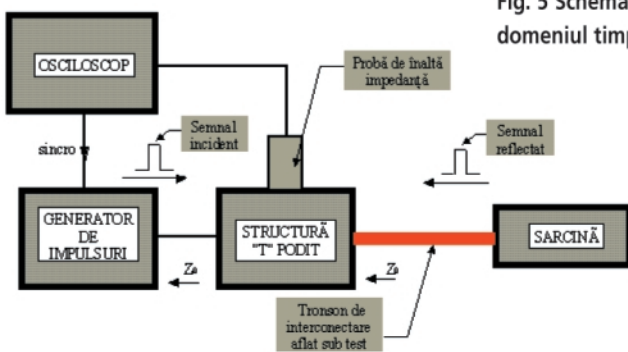 Fig. 5 Schema
domeniul timp
OSCILOSCOP
Probă de înaltă
impedanţă
Semnal
incident
Semnal
reflectat
sincro
GENERATOR
DE
IMPULSURI
STRUCTURĂ
"T" PODIT
SARCINĂ
Z₀
Z₀
Tronson de
interconectare
aflat sub test